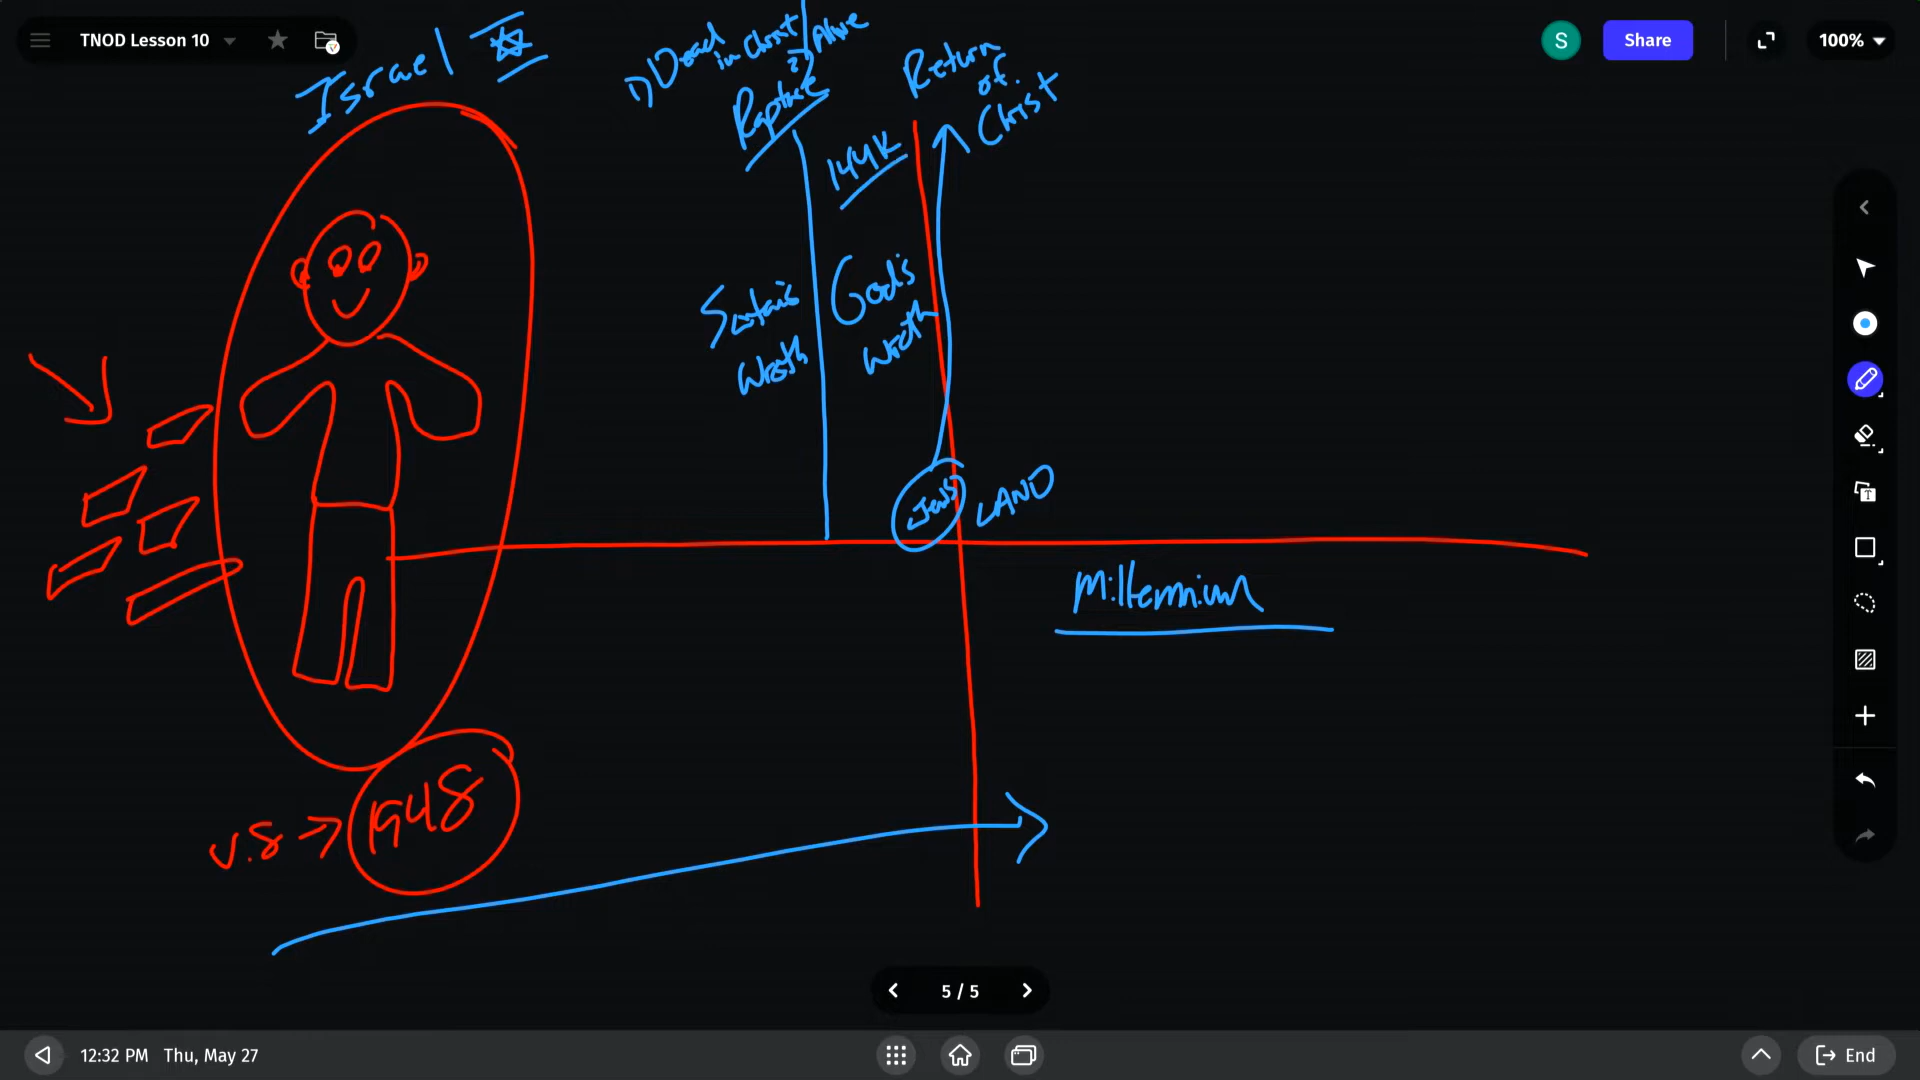 TNOD Lesson 10
S
Share
100%
Israel
1) Dead
in Christ
2) Alive
Rapture
Return
of
Christ
144K
Satan's
Wrath
God's
Wrath
Jews
LAND
Millennium
v.8 → 1948
5 / 5
12:32 PM Thu, May 27
End